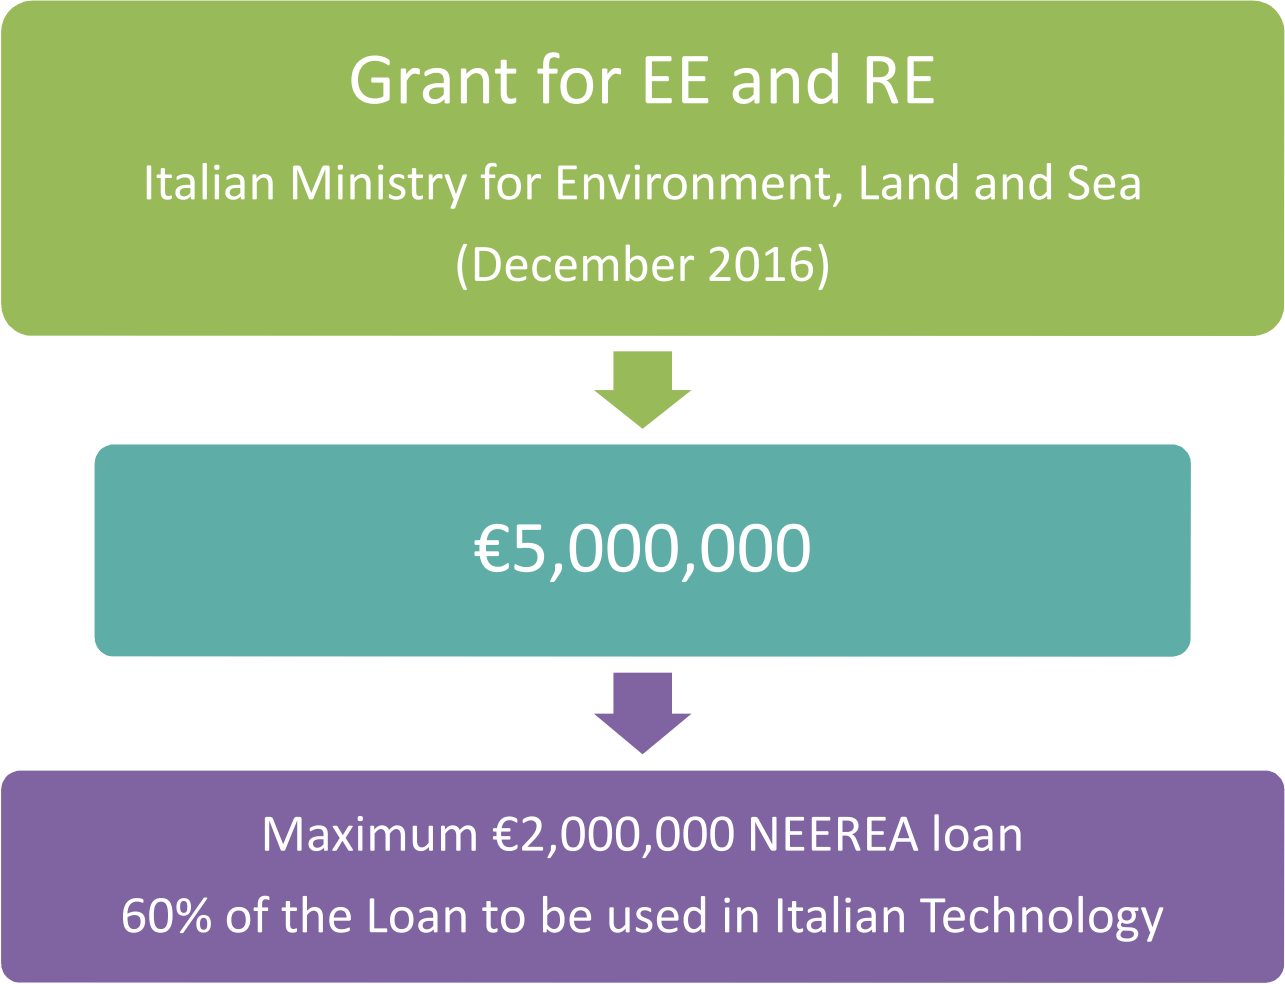 Grant for EE and RE
Italian Ministry for Environment, Land and Sea
(December 2016)
€5,000,000
Maximum €2,000,000 NEEREA loan
60% of the Loan to be used in Italian Technology